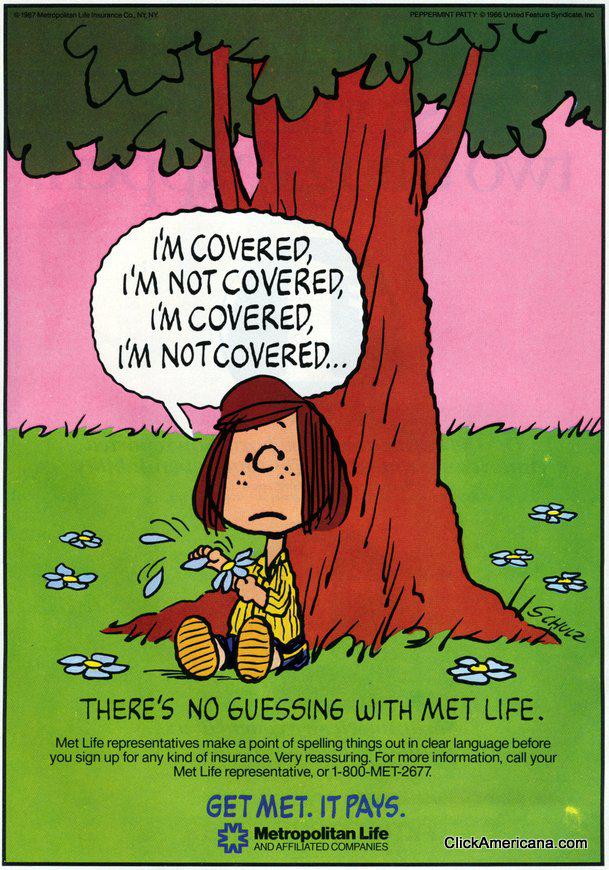 © 1987 Metropolitan Life Insurance Co., NY, NY.
PEPPERMINT PATTY: © 1966 United Feature Syndicate, Inc
I'M COVERED,
I'M NOT COVERED,
I'M COVERED,
I'M NOT COVERED...
SCHULZ
THERE'S NO GUESSING WITH MET LIFE.
Met Life representatives make a point of spelling things out in clear language before
you sign up for any kind of insurance. Very reassuring. For more information, call your
Met Life representative, or 1-800-MET-2677.
GET MET. IT PAYS.
Metropolitan Life
AND AFFILIATED COMPANIES
ClickAmericana.com